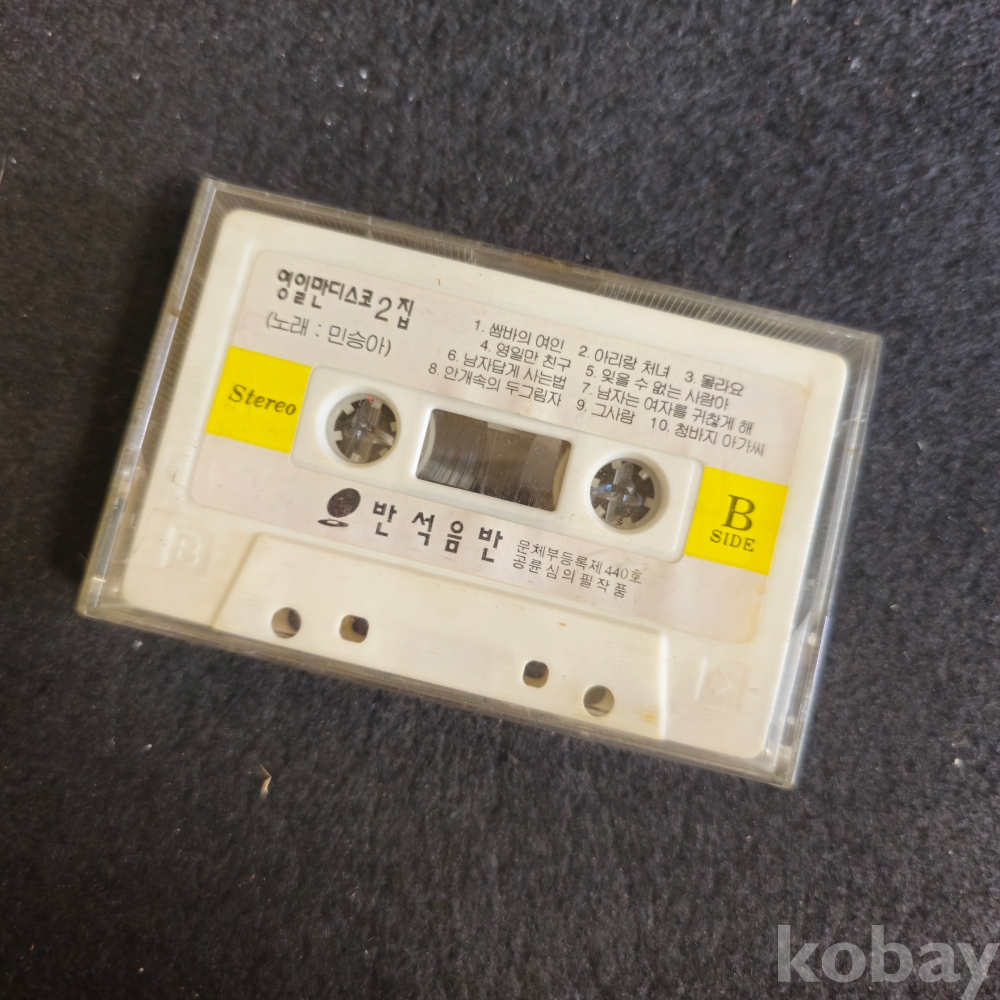 영일만디스코 2집
(노래 : 민승아)
1. 쌈바의 여인 2. 아리랑 처녀 3. 몰라요
4. 영일만 친구 5. 잊을 수 없는 사람아
6. 남자답게 사는법 7. 남자는 여자를 귀찮게 해
8. 안개속의 두그림자 9. 그사람 10. 청바지 아가씨
Stereo
B
SIDE
반석음반
문체부등록제440호
공륜심의필작품
kobay